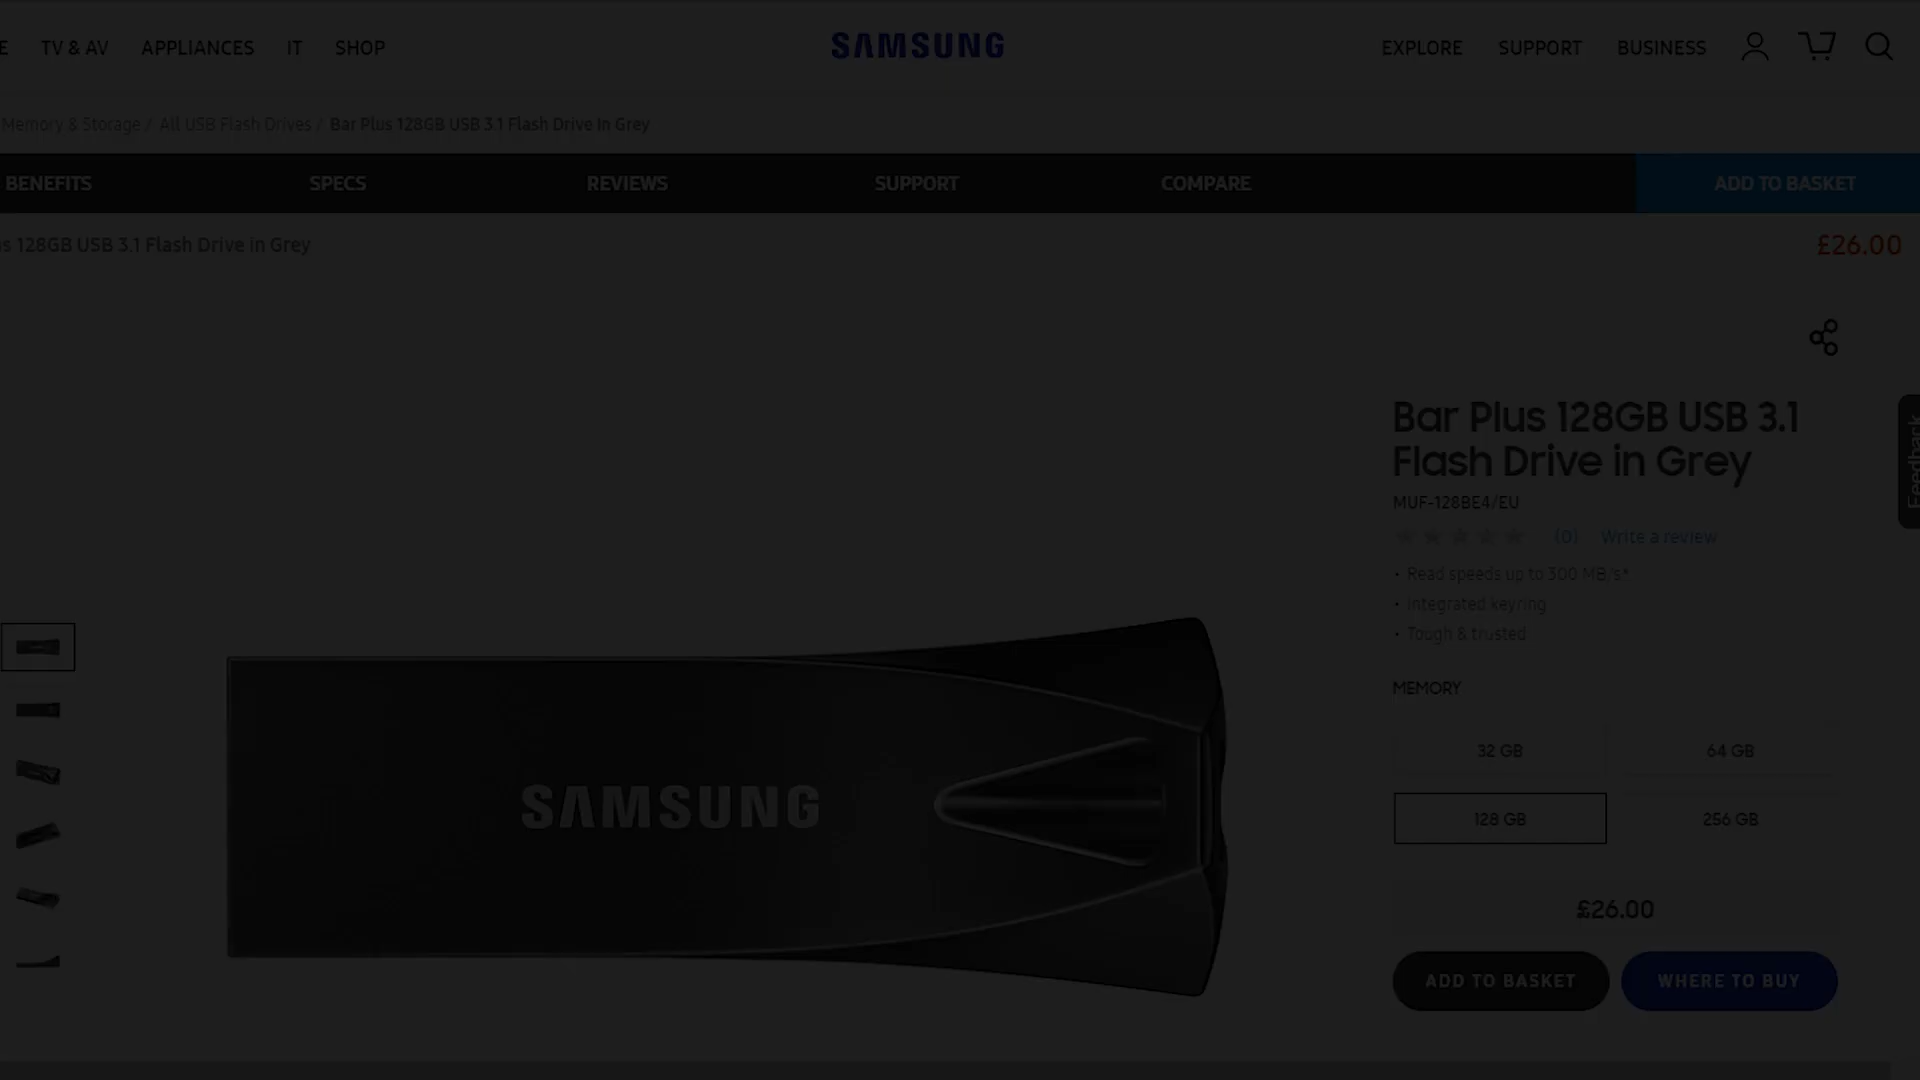 E TV & AV APPLIANCES IT SHOP SAMSUNG EXPLORE SUPPORT BUSINESS
Memory & Storage / All USB Flash Drives / Bar Plus 128GB USB 3.1 Flash Drive In Grey
BENEFITS SPECS REVIEWS SUPPORT COMPARE ADD TO BASKET
s 128GB USB 3.1 Flash Drive in Grey £26.00
Bar Plus 128GB USB 3.1
Flash Drive in Grey
MUF-128BE4/EU
(0) Write a review
Feedback
• Read speeds up to 300 MB/s*
• Integrated keyring
• Tough & trusted
MEMORY
32 GB 64 GB
SAMSUNG
128 GB 256 GB
£26.00
ADD TO BASKET WHERE TO BUY